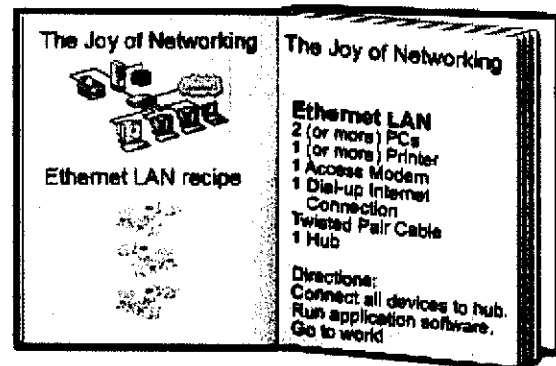 The Joy of Networking
Ethernet LAN recipe
The Joy of Networking
Ethernet LAN
2 (or more) PCs
1 (or more) Printer
1 Access Modem
1 Dial-up Internet
Connection
Twisted Pair Cable
1 Hub
Directions:
Connect all devices to hub.
Run application software.
Go to work!